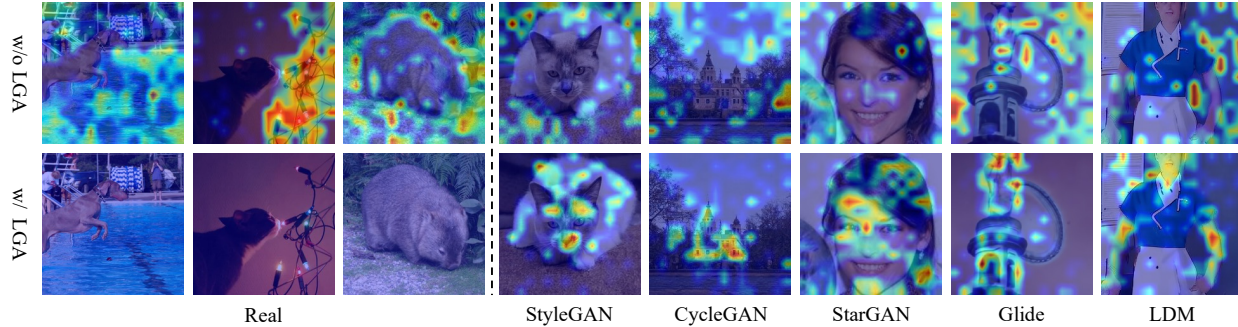 w/o LGA
w/ LGA
Real
StyleGAN
CycleGAN
StarGAN
Glide
LDM